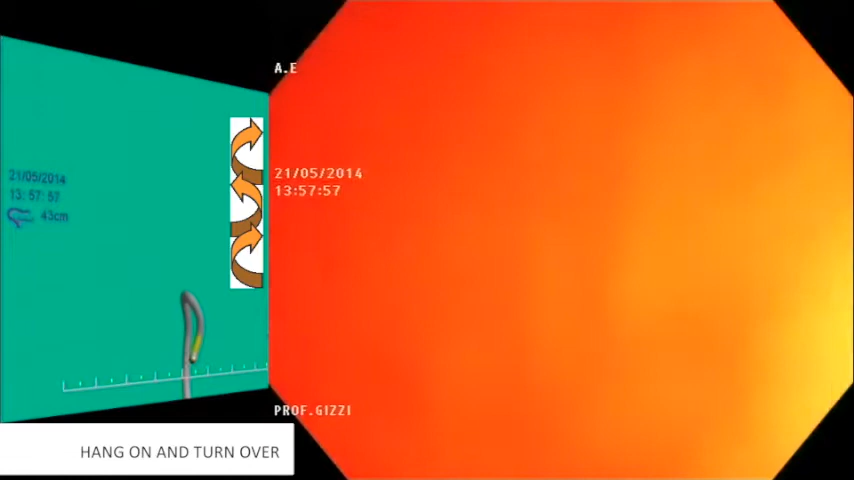 A.E
21/05/2014
13:57:57
21/05/2014
13: 57: 57
43cm
PROF.GIZZI
HANG ON AND TURN OVER